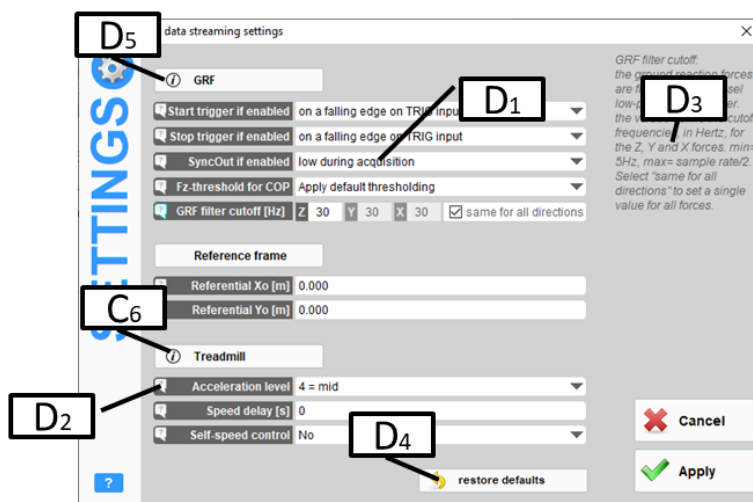 data streaming settings
D5
SETTINGS
GRF
Start trigger if enabled on a falling edge on TRIG input
Stop trigger if enabled on a falling edge on TRIG input
SyncOut if enabled low during acquisition
Fz-threshold for COP Apply default thresholding
GRF filter cutoff [Hz] Z 30 Y 30 X 30 same for all directions
D1
Reference frame
Referential Xo [m] 0.000
Referential Yo [m] 0.000
C6
Treadmill
Acceleration level 4 = mid
Speed delay [s] 0
Self-speed control No
D2
D4
restore defaults
?
GRF filter cutoff:
the ground reaction forces
are
low-
the cutoff
frequencies in Hertz, for
the Z, Y and X forces. min=
5Hz, max= sample rate/2.
Select "same for all
directions" to set a single
value for all forces.
D3
Cancel
Apply